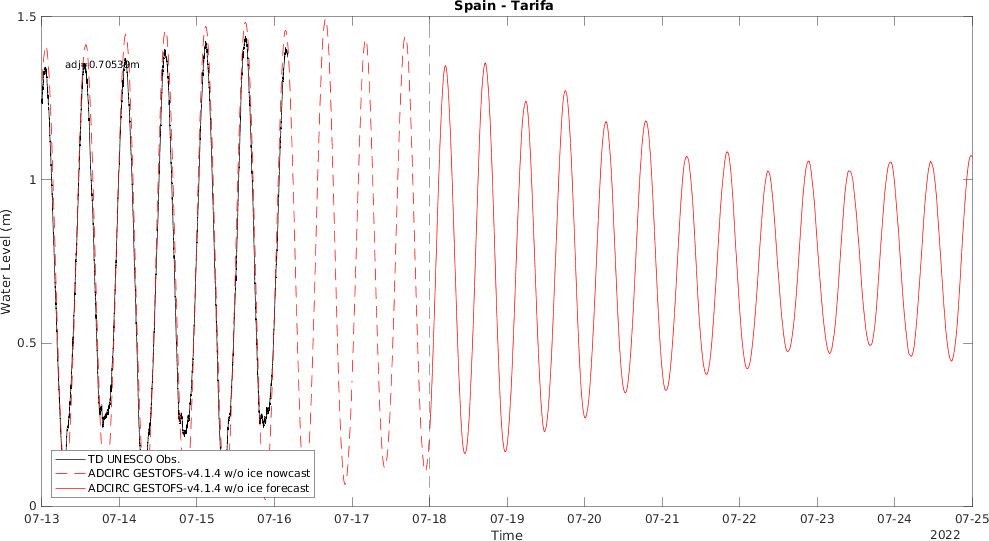 Spain - Tarifa
1.5
1
0.5
0
Water Level (m)
adj=0.70530m
TD UNESCO Obs.
ADCIRC GESTOFS-v4.1.4 w/o ice nowcast
ADCIRC GESTOFS-v4.1.4 w/o ice forecast
07-13 07-14 07-15 07-16 07-17 07-18 07-19 07-20 07-21 07-22 07-23 07-24 07-25
Time
2022